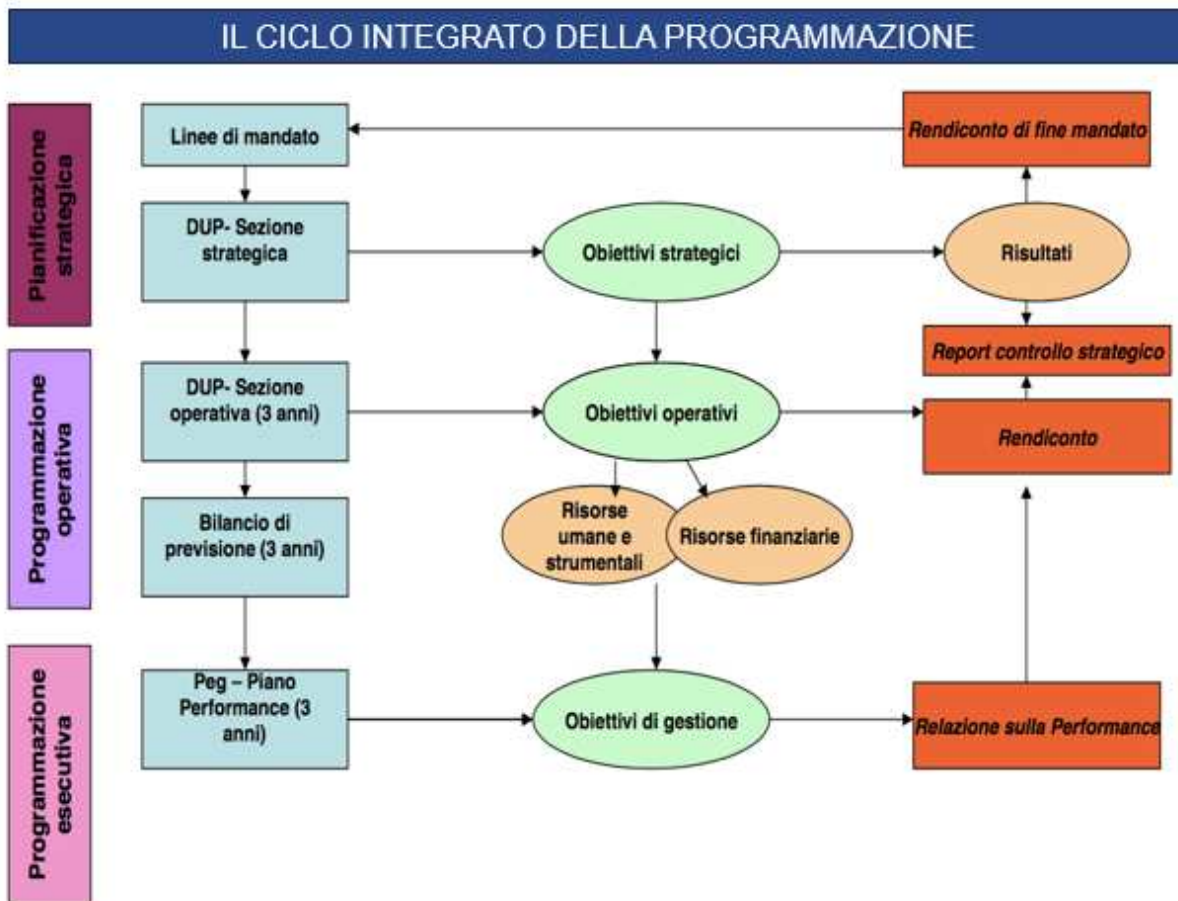 IL CICLO INTEGRATO DELLA PROGRAMMAZIONE
Pianificazione
strategica
Linee di mandato
Rendiconto di fine mandato
DUP- Sezione
strategica
Obiettivi strategici
Risultati
Report controllo strategico
Programmazione
operativa
DUP- Sezione
operativa (3 anni)
Obiettivi operativi
Rendiconto
Bilancio di
previsione (3 anni)
Risorse
umane e
strumentali
Risorse finanziarie
Programmazione
esecutiva
Peg – Piano
Performance (3
anni)
Obiettivi di gestione
Relazione sulla Performance